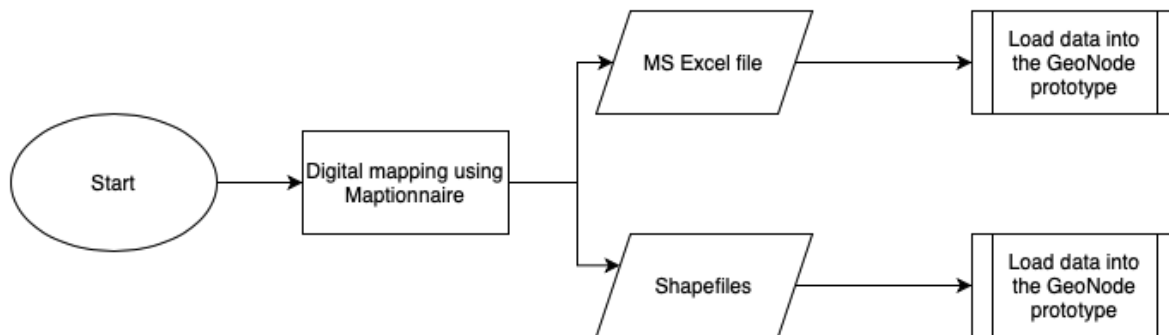 Start
Digital mapping using
Maptionnaire
MS Excel file
Load data into
the GeoNode
prototype
Shapefiles
Load data into
the GeoNode
prototype